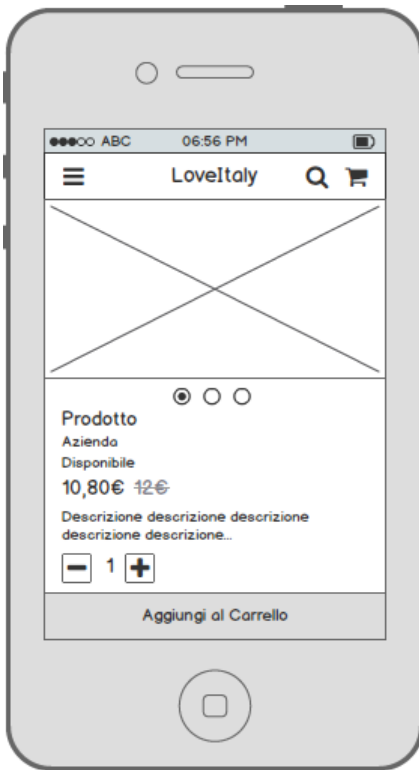 ABC 06:56 PM
LoveItaly
Prodotto
Azienda
Disponibile
10,80€ 12€
Descrizione descrizione descrizione
descrizione descrizione...
1
Aggiungi al Carrello